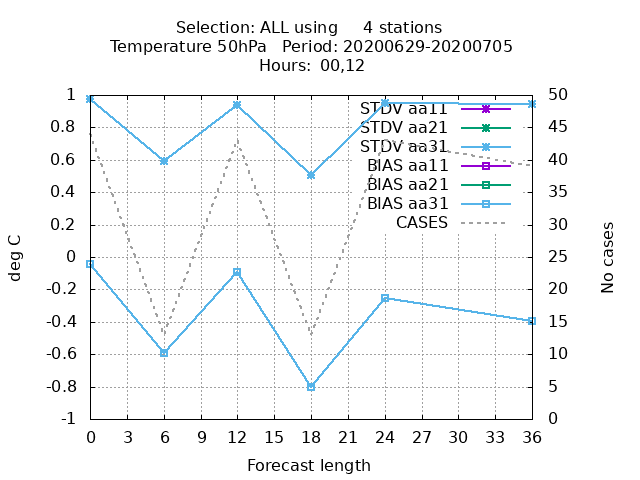 Selection: ALL using 4 stations
Temperature 50hPa Period: 20200629-20200705
Hours: 00,12
1
0.8
0.6
0.4
0.2
0
-0.2
-0.4
-0.6
-0.8
-1
deg C
STDV aa11
STDV aa21
STDV aa31
BIAS aa11
BIAS aa21
BIAS aa31
CASES
50
45
40
35
30
25
20
15
10
5
0
No cases
0 3 6 9 12 15 18 21 24 27 30 33 36
Forecast length